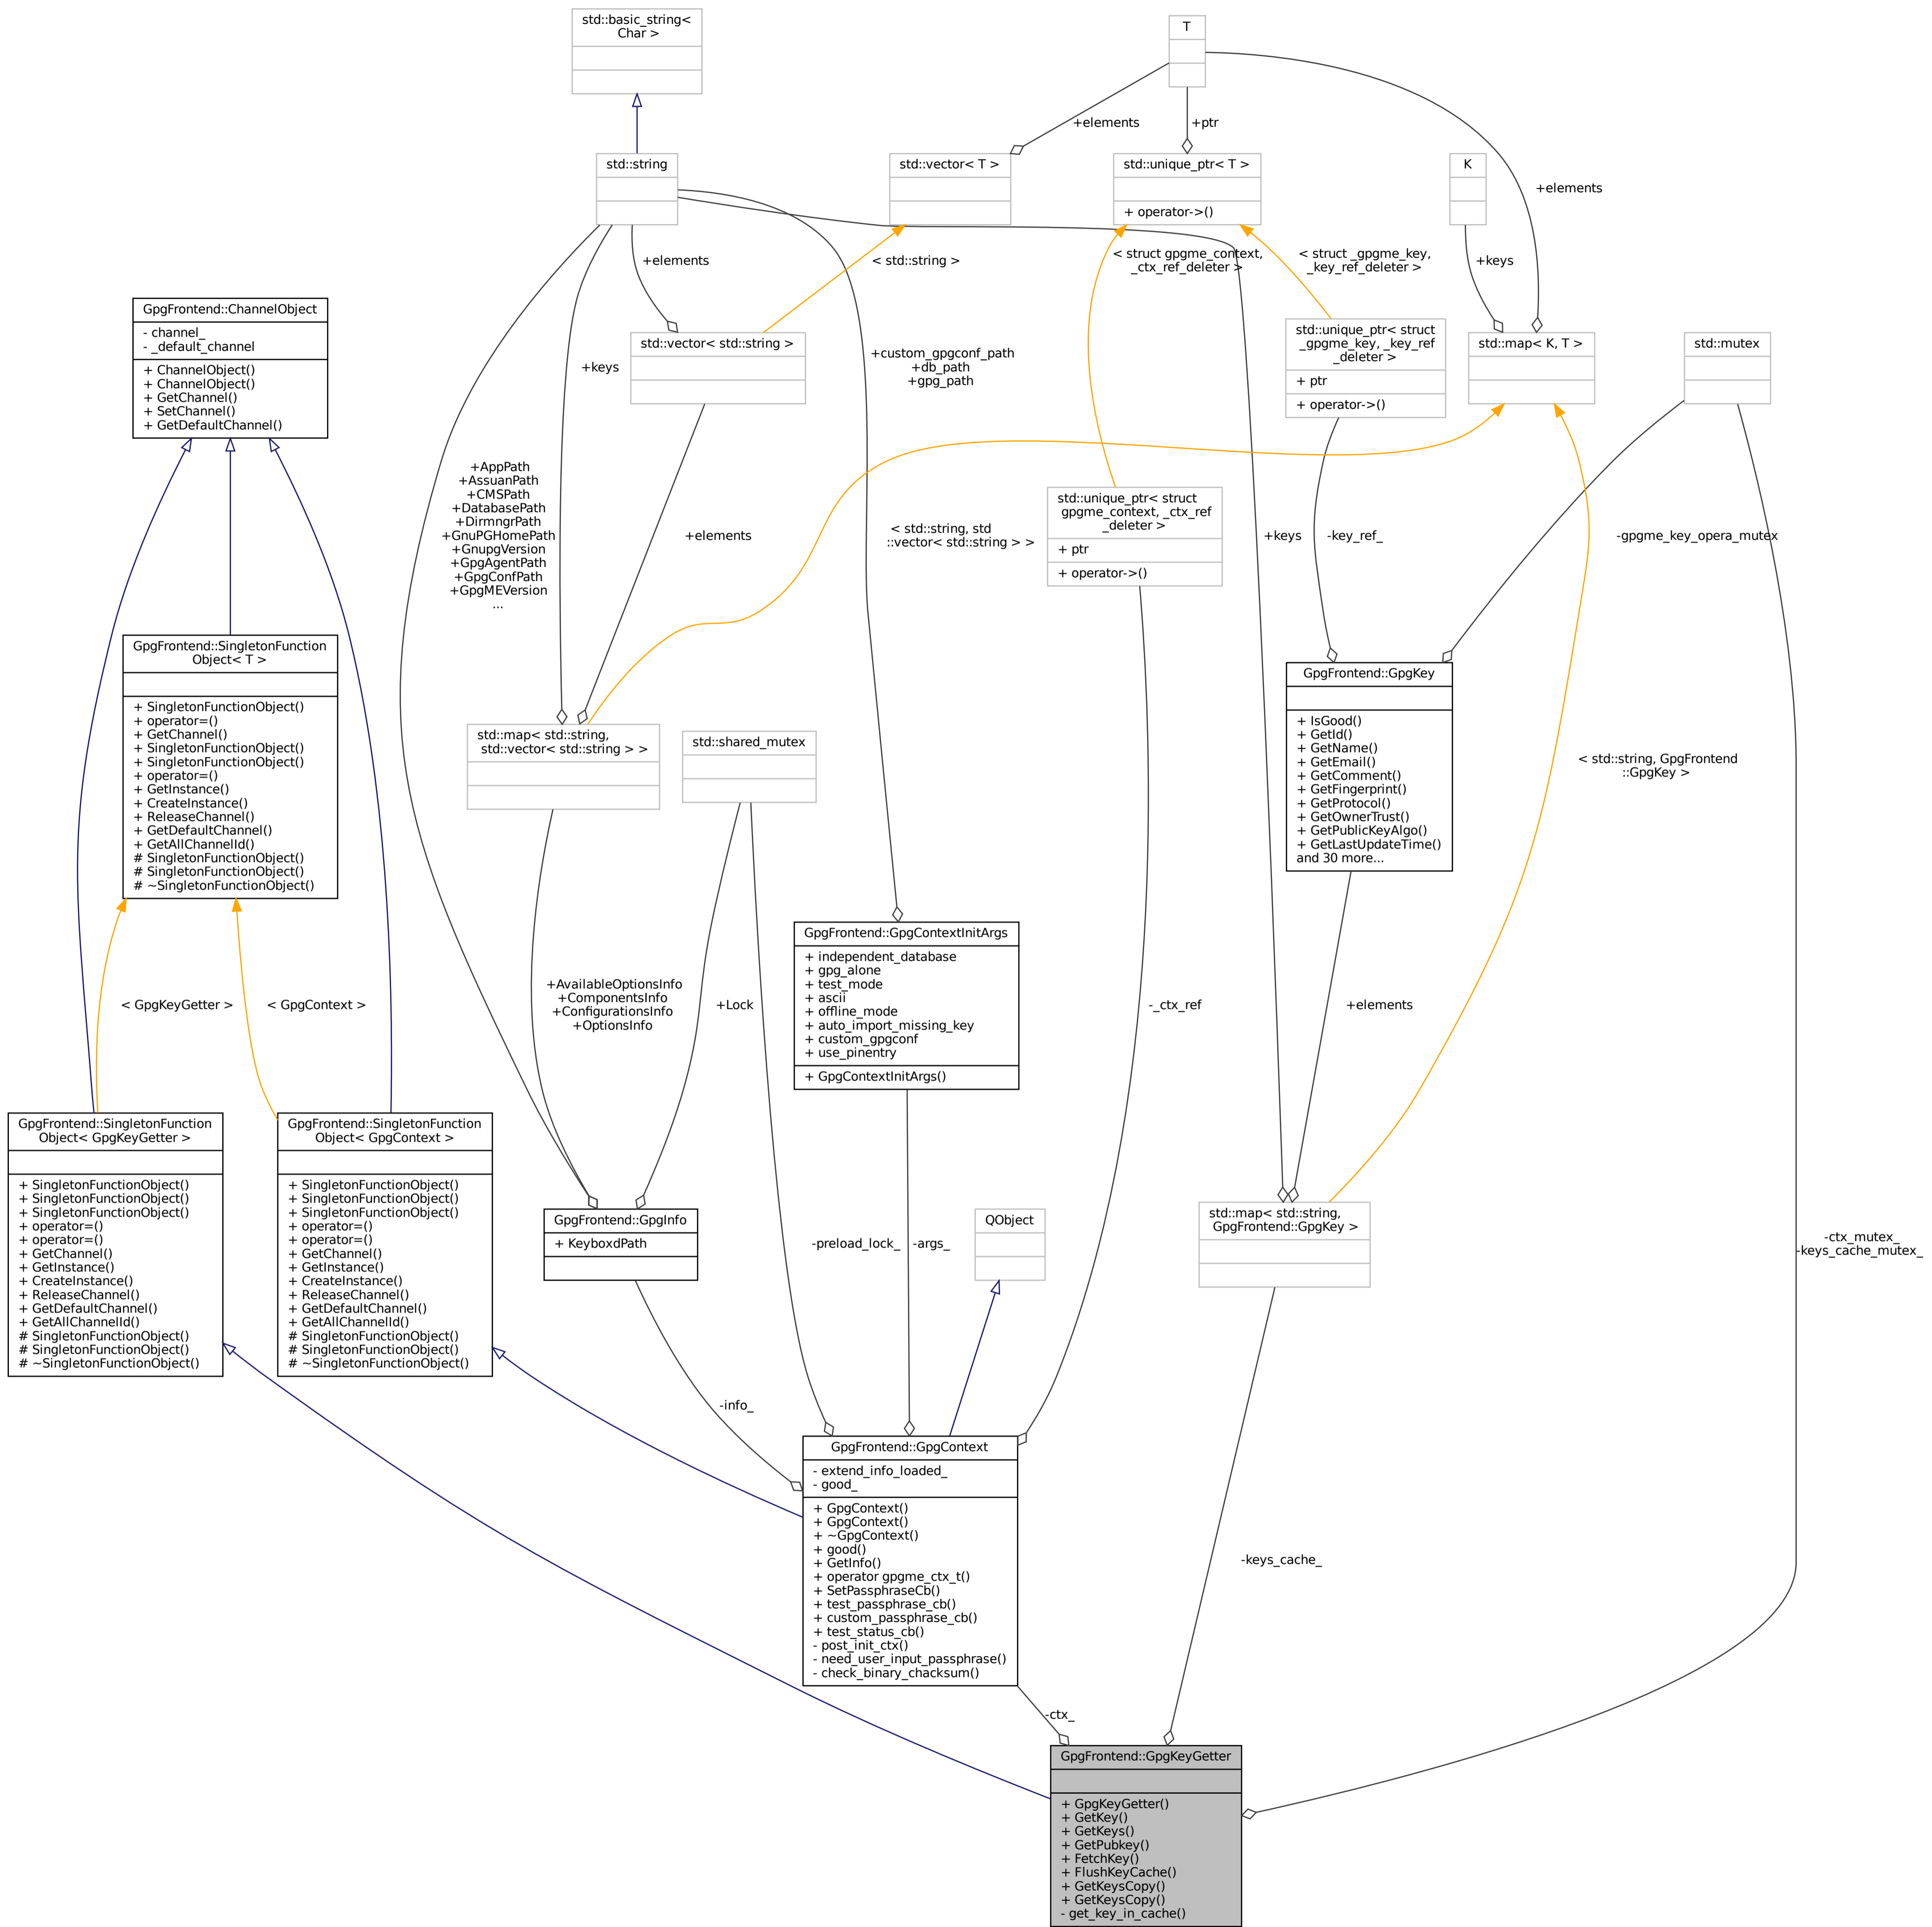 std::basic_string<
Char >
T
+elements
+ptr
std::string
std::vector< T >
std::unique_ptr< T >
+ operator->()
K
+elements
+elements
< std::string >
< struct gpgme_context,
_ctx_ref_deleter >
< struct _gpgme_key,
_key_ref_deleter >
+keys
GpgFrontend::ChannelObject
- channel_
- _default_channel
+ ChannelObject()
+ ChannelObject()
+ GetChannel()
+ SetChannel()
+ GetDefaultChannel()
+keys
std::vector< std::string >
+custom_gpgconf_path
+db_path
+gpg_path
std::unique_ptr< struct
_gpgme_key, _key_ref
_deleter >
+ ptr
+ operator->()
std::map< K, T >
std::mutex
+AppPath
+AssuanPath
+CMSPath
+DatabasePath
+DirmngrPath
+GnuPGHomePath
+GnupgVersion
+GpgAgentPath
+GpgConfPath
+GpgMEVersion
...
+elements
< std::string, std
::vector< std::string > >
std::unique_ptr< struct
gpgme_context, _ctx_ref
_deleter >
+ ptr
+ operator->()
+keys
-key_ref_
-gpgme_key_opera_mutex
GpgFrontend::SingletonFunction
Object< T >
+ SingletonFunctionObject()
+ operator=()
+ GetChannel()
+ SingletonFunctionObject()
+ SingletonFunctionObject()
+ operator=()
+ GetInstance()
+ CreateInstance()
+ ReleaseChannel()
+ GetDefaultChannel()
+ GetAllChannelId()
# SingletonFunctionObject()
# SingletonFunctionObject()
# ~SingletonFunctionObject()
std::map< std::string,
std::vector< std::string > >
std::shared_mutex
GpgFrontend::GpgKey
+ IsGood()
+ GetId()
+ GetName()
+ GetEmail()
+ GetComment()
+ GetFingerprint()
+ GetProtocol()
+ GetOwnerTrust()
+ GetPublicKeyAlgo()
+ GetLastUpdateTime()
and 30 more...
< std::string, GpgFrontend
::GpgKey >
< GpgKeyGetter >
< GpgContext >
+AvailableOptionsInfo
+ComponentsInfo
+ConfigurationsInfo
+OptionsInfo
+Lock
GpgFrontend::GpgContextInitArgs
+ independent_database
+ gpg_alone
+ test_mode
+ ascii
+ offline_mode
+ auto_import_missing_key
+ custom_gpgconf
+ use_pinentry
+ GpgContextInitArgs()
-_ctx_ref
+elements
GpgFrontend::SingletonFunction
Object< GpgKeyGetter >
+ SingletonFunctionObject()
+ SingletonFunctionObject()
+ SingletonFunctionObject()
+ operator=()
+ operator=()
+ GetChannel()
+ GetInstance()
+ CreateInstance()
+ ReleaseChannel()
+ GetDefaultChannel()
+ GetAllChannelId()
# SingletonFunctionObject()
# SingletonFunctionObject()
# ~SingletonFunctionObject()
GpgFrontend::SingletonFunction
Object< GpgContext >
+ SingletonFunctionObject()
+ SingletonFunctionObject()
+ SingletonFunctionObject()
+ operator=()
+ operator=()
+ GetChannel()
+ GetInstance()
+ CreateInstance()
+ ReleaseChannel()
+ GetDefaultChannel()
+ GetAllChannelId()
# SingletonFunctionObject()
# SingletonFunctionObject()
# ~SingletonFunctionObject()
GpgFrontend::GpgInfo
+ KeyboxdPath
-preload_lock_
-args_
QObject
std::map< std::string,
GpgFrontend::GpgKey >
-ctx_mutex_
-keys_cache_mutex_
-info_
GpgFrontend::GpgContext
- extend_info_loaded_
- good_
+ GpgContext()
+ GpgContext()
+ ~GpgContext()
+ good()
+ GetInfo()
+ operator gpgme_ctx_t()
+ SetPassphraseCb()
+ test_passphrase_cb()
+ custom_passphrase_cb()
+ test_status_cb()
- post_init_ctx()
- need_user_input_passphrase()
- check_binary_chacksum()
-keys_cache_
-ctx_
GpgFrontend::GpgKeyGetter
+ GpgKeyGetter()
+ GetKey()
+ GetKeys()
+ GetPubkey()
+ FetchKey()
+ FlushKeyCache()
+ GetKeysCopy()
+ GetKeysCopy()
- get_key_in_cache()